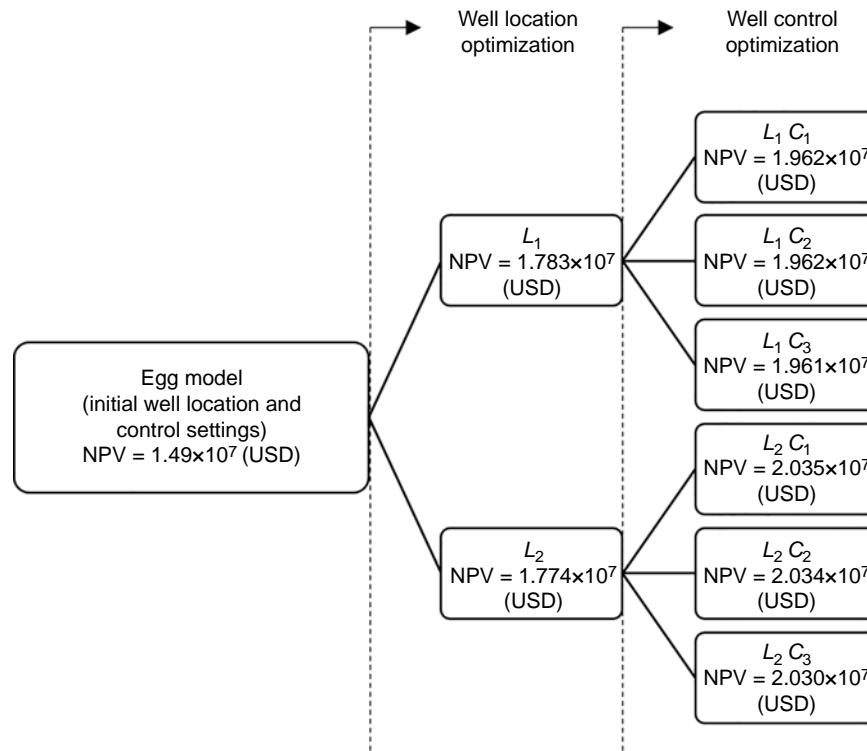 Well location
optimization
Well control
optimization
Egg model
(initial well location and
control settings)
NPV = 1.49×10⁷ (USD)
L₁
NPV = 1.783×10⁷
(USD)
L₂
NPV = 1.774×10⁷
(USD)
L₁ C₁
NPV = 1.962×10⁷
(USD)
L₁ C₂
NPV = 1.962×10⁷
(USD)
L₁ C₃
NPV = 1.961×10⁷
(USD)
L₂ C₁
NPV = 2.035×10⁷
(USD)
L₂ C₂
NPV = 2.034×10⁷
(USD)
L₂ C₃
NPV = 2.030×10⁷
(USD)